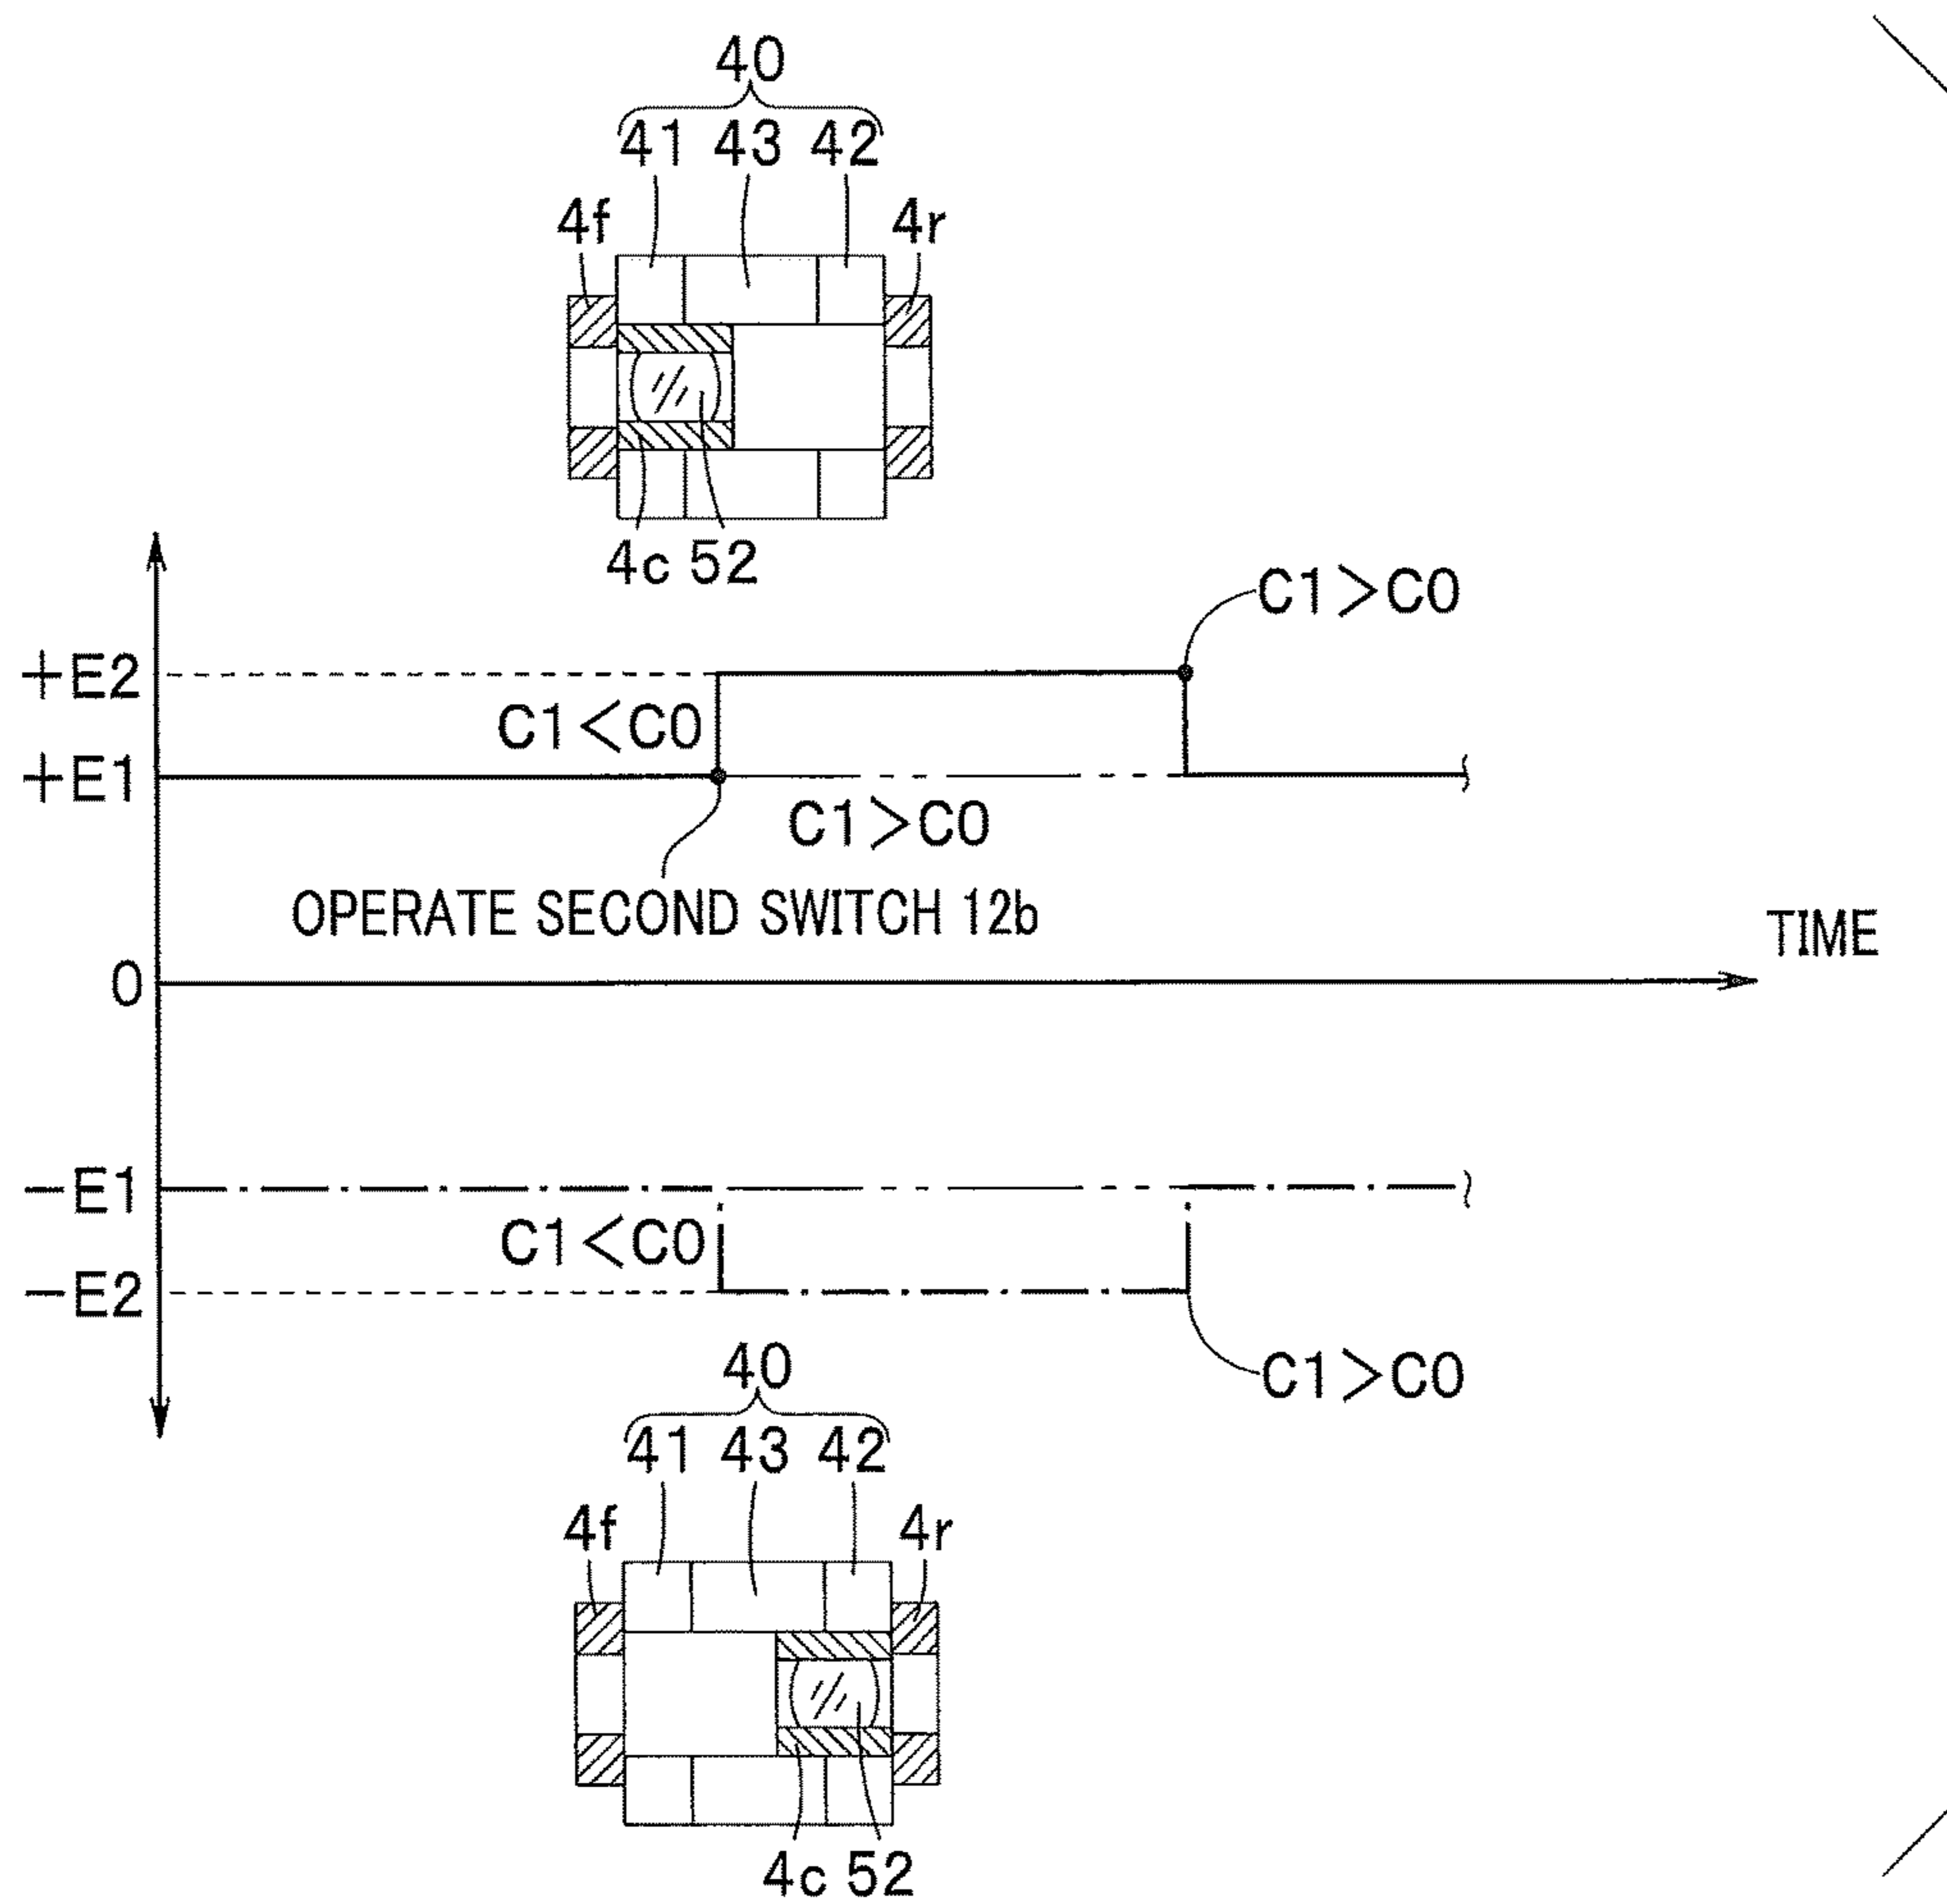 40
41 43 42
4f 4r
4c 52
C1>C0
+E2
C1<C0
+E1
C1>C0
OPERATE SECOND SWITCH 12b
TIME
0
-E1
C1<C0
-E2
C1>C0
40
41 43 42
4f 4r
4c 52